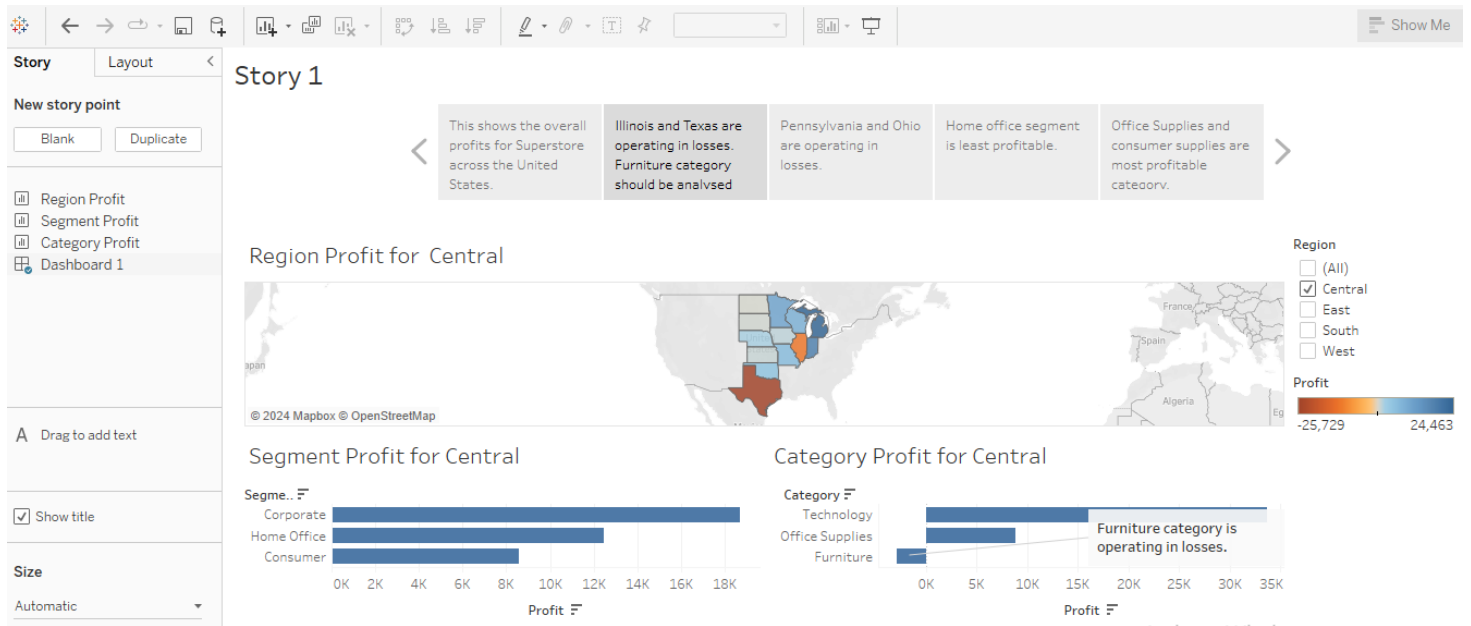 Show Me
Story
Layout
Story 1
New story point
Blank
Duplicate
This shows the overall
profits for Superstore
across the United
States.
Illinois and Texas are
operating in losses.
Furniture category
should be analysed
Pennsylvania and Ohio
are operating in
losses.
Home office segment
is least profitable.
Office Supplies and
consumer supplies are
most profitable
category.
Region Profit
Segment Profit
Category Profit
Dashboard 1
Region Profit for Central
Region
(All)
Central
East
South
West
France
Spain
apan
Algeria
Eg
© 2024 Mapbox © OpenStreetMap
Profit
-25,729
24,463
A Drag to add text
Segment Profit for Central
Category Profit for Central
Segme..
Corporate
Home Office
Consumer
0K 2K 4K 6K 8K 10K 12K 14K 16K 18K
Profit
Category
Technology
Office Supplies
Furniture
Furniture category is
operating in losses.
0K 5K 10K 15K 20K 25K 30K 35K
Profit
Show title
Size
Automatic